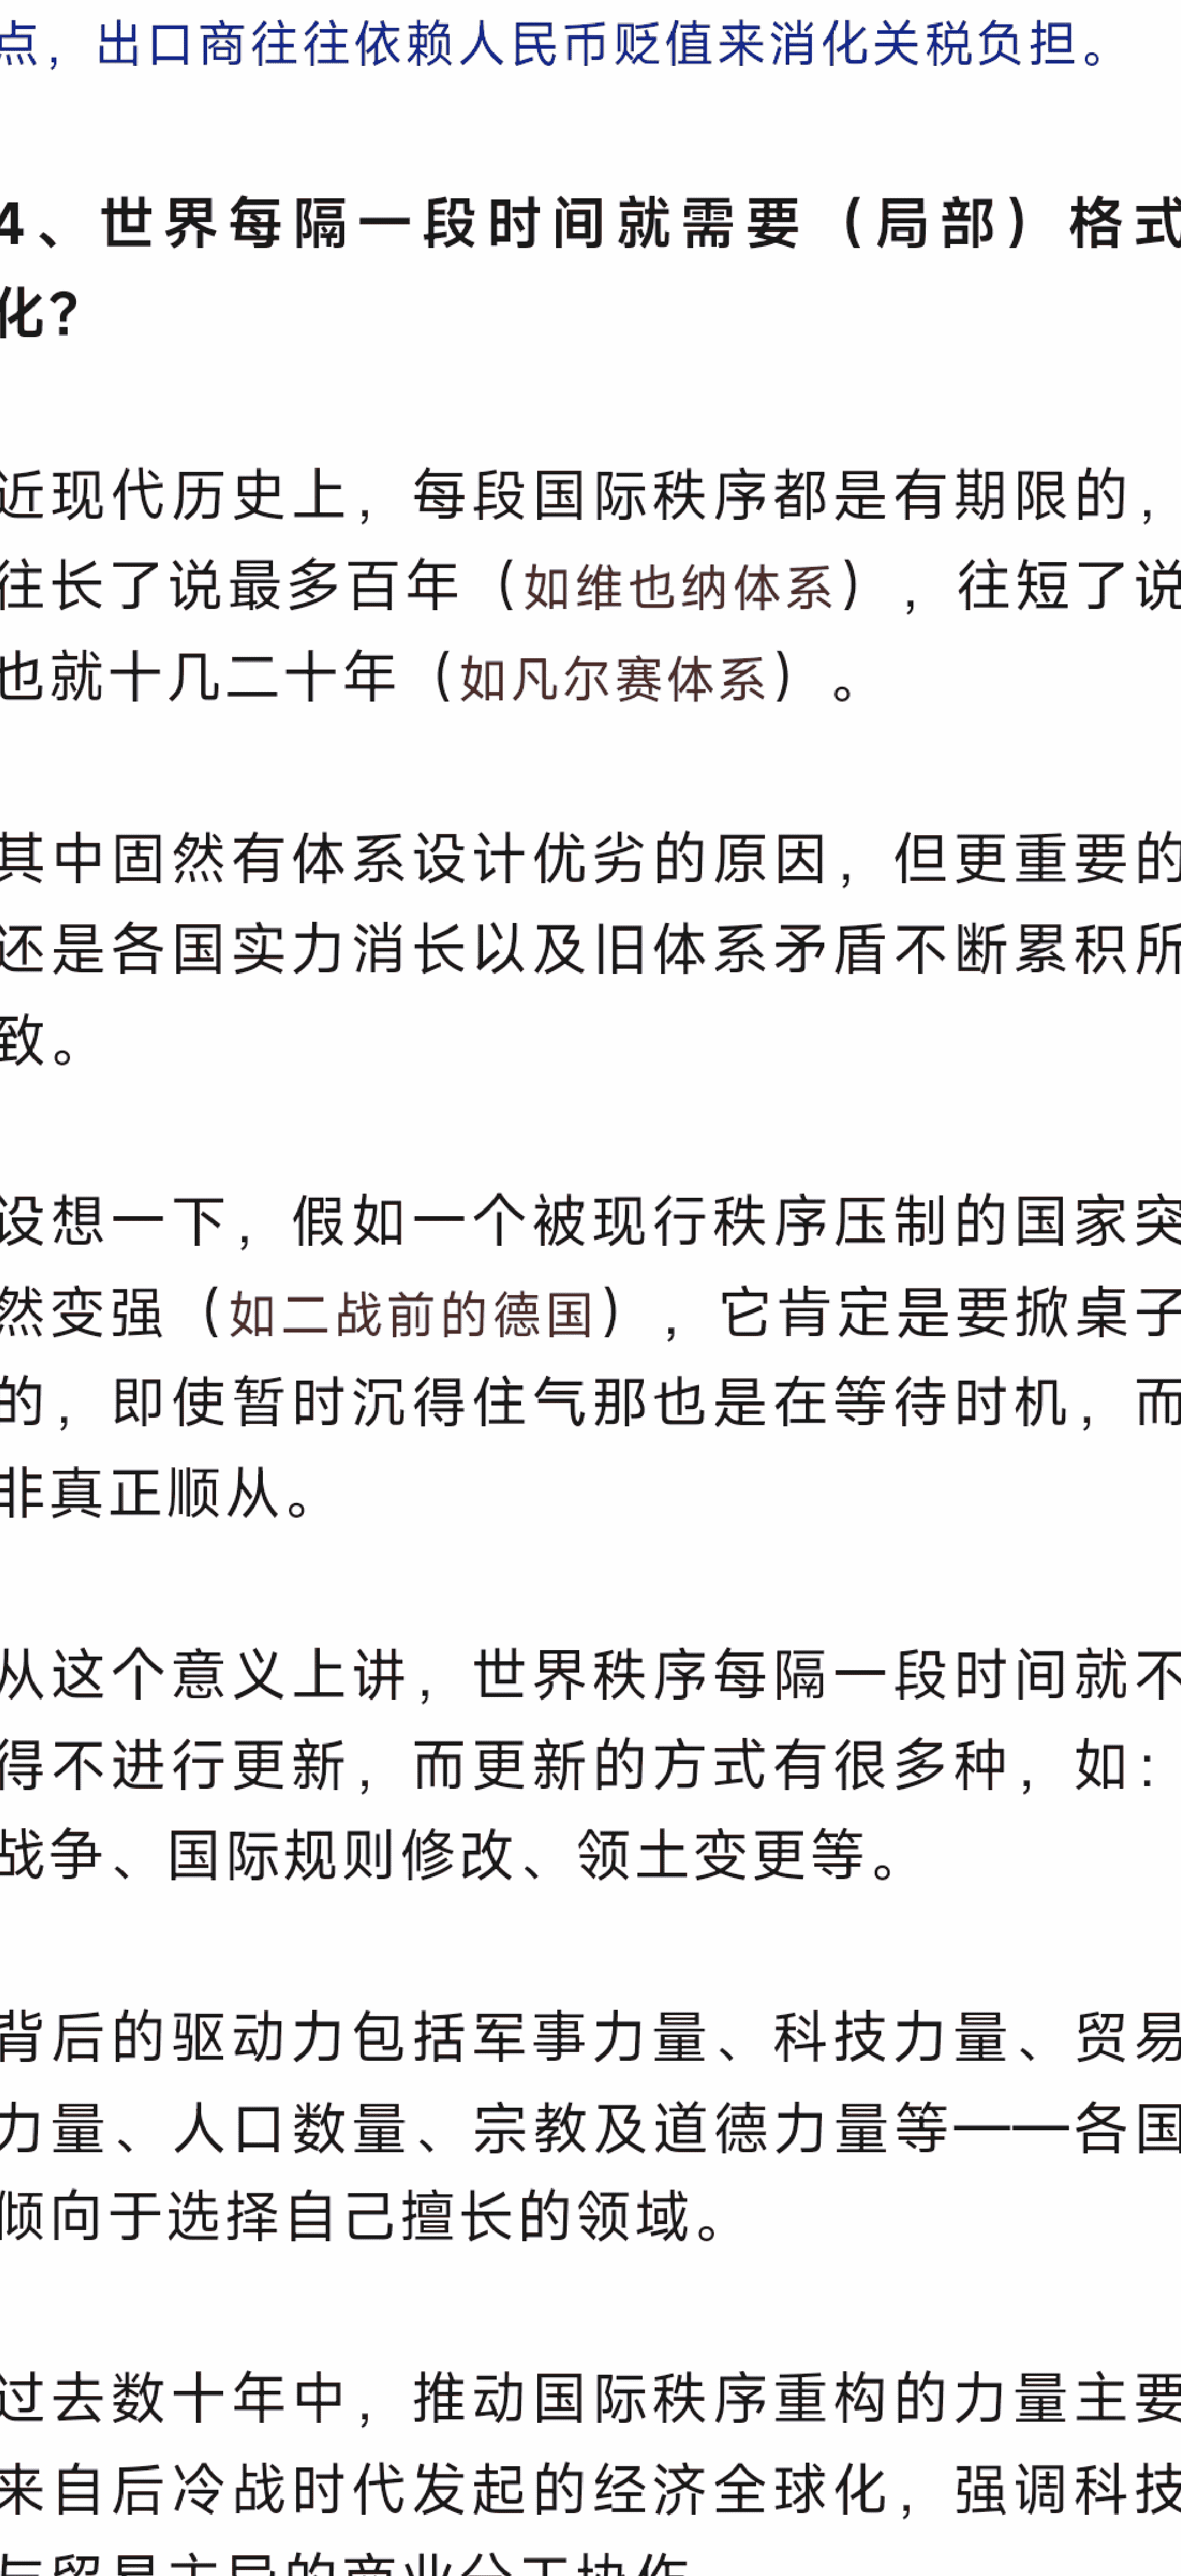 点，出口商往往依赖人民币贬值来消化关税负担。
4、世界每隔一段时间就需要（局部）格式
化？
近现代历史上，每段国际秩序都是有期限的，
往长了说最多百年（如维也纳体系），往短了说
也就十几二十年（如凡尔赛体系）。
其中固然有体系设计优劣的原因，但更重要的
还是各国实力消长以及旧体系矛盾不断累积所
致。
设想一下，假如一个被现行秩序压制的国家突
然变强（如二战前的德国），它肯定是要掀桌子
的，即使暂时沉得住气那也是在等待时机，而
非真正顺从。
从这个意义上讲，世界秩序每隔一段时间就不
得不进行更新，而更新的方式有很多种，如：
战争、国际规则修改、领土变更等。
背后的驱动力包括军事力量、科技力量、贸易
力量、人口数量、宗教及道德力量等——各国
倾向于选择自己擅长的领域。
过去数十年中，推动国际秩序重构的力量主要
来自后冷战时代发起的经济全球化，强调科技
与贸易主导的商业分工协作